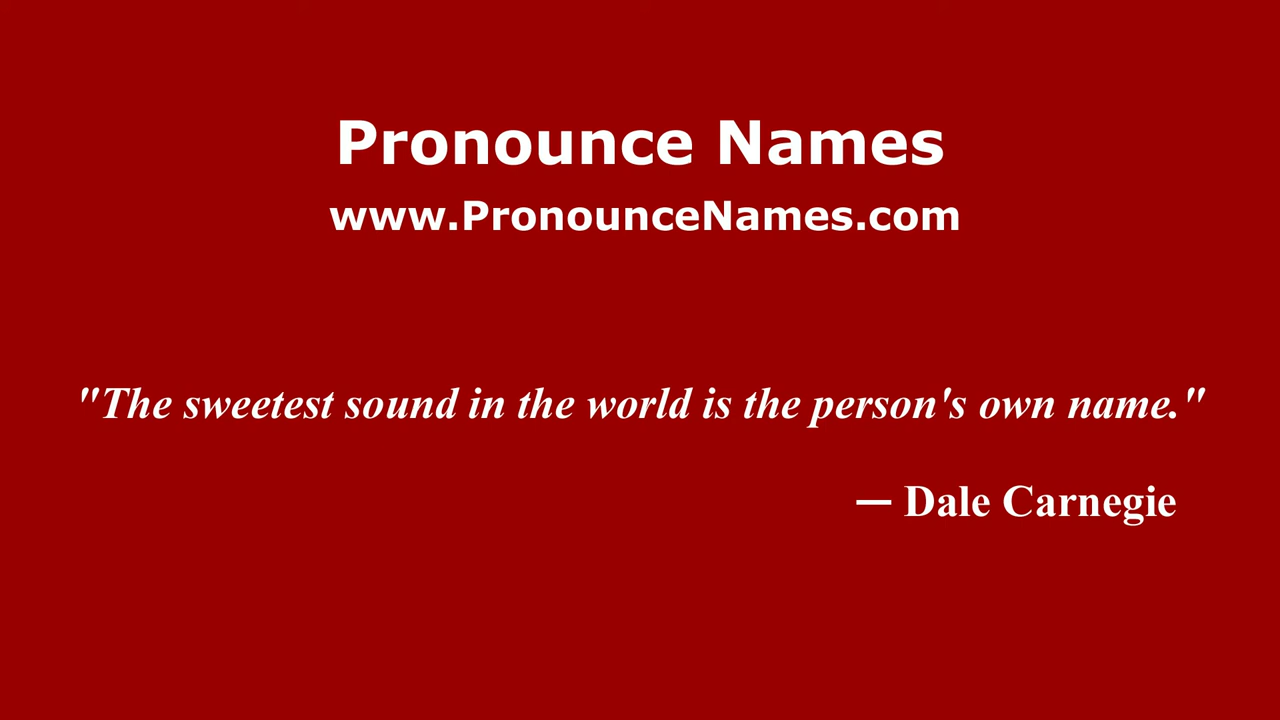 Pronounce Names
www.PronounceNames.com
"The sweetest sound in the world is the person's own name."
— Dale Carnegie